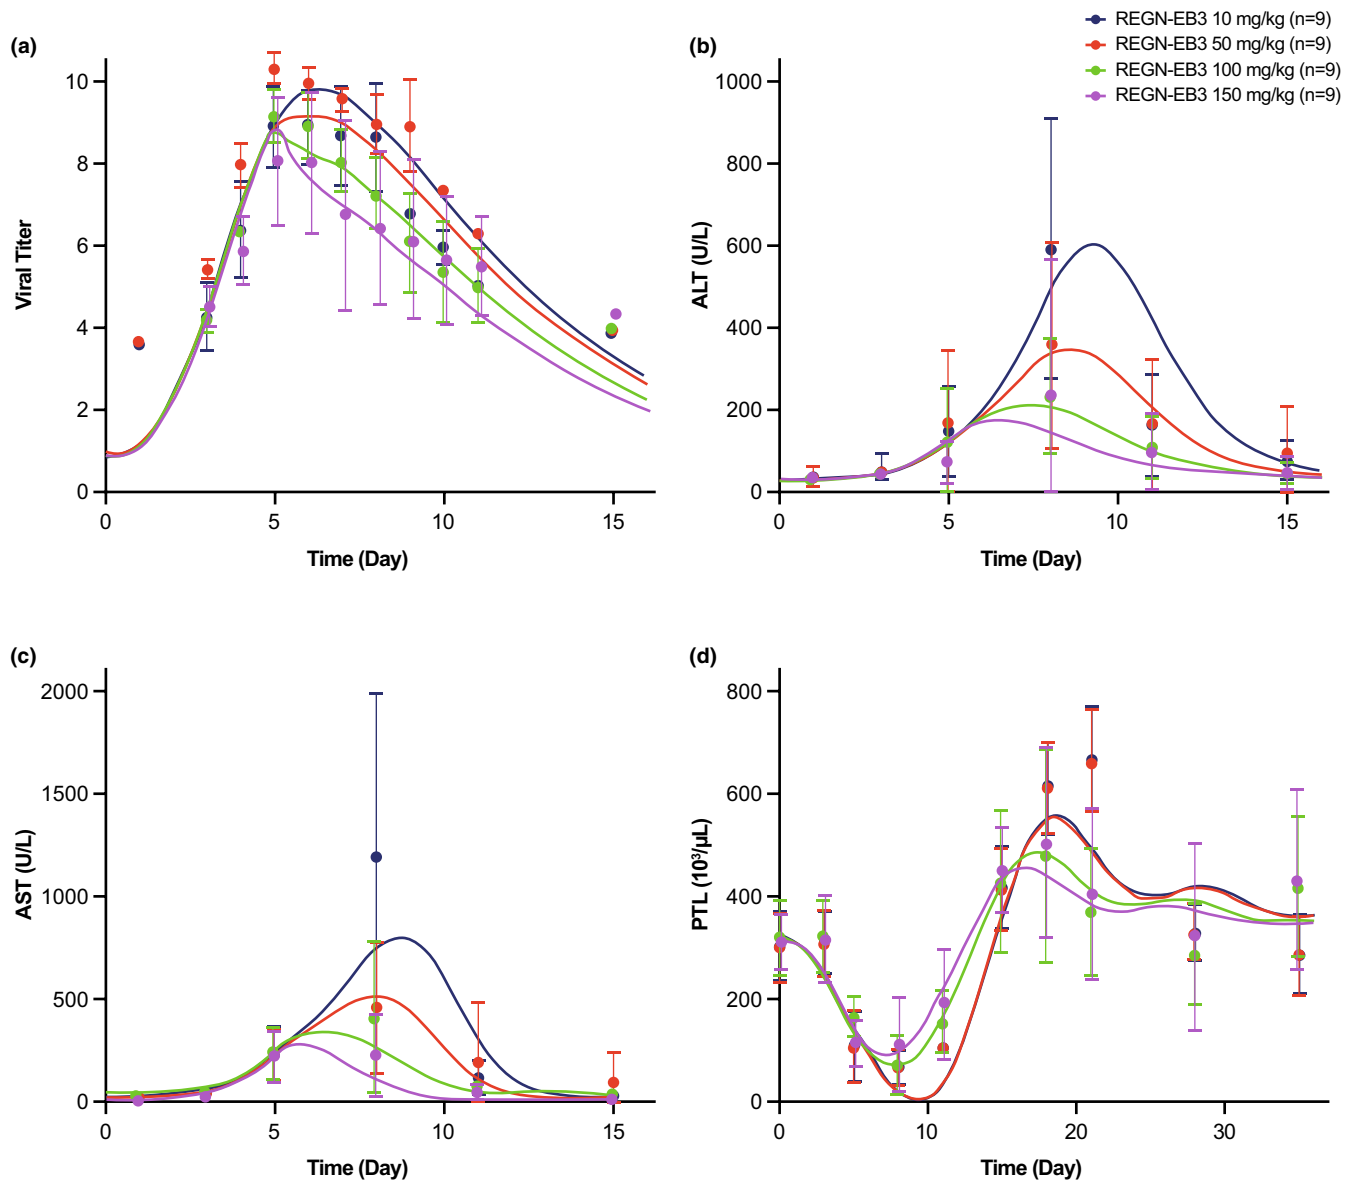 REGN-EB3 10 mg/kg (n=9)
REGN-EB3 50 mg/kg (n=9)
REGN-EB3 100 mg/kg (n=9)
REGN-EB3 150 mg/kg (n=9)
(a)
10
8
6
4
2
0
Viral Titer
0 5 10 15
Time (Day)
(b)
1000
800
600
400
200
0
ALT (U/L)
0 5 10 15
Time (Day)
(c)
2000
1500
1000
500
0
AST (U/L)
0 5 10 15
Time (Day)
(d)
800
600
400
200
0
PTL (10³/µL)
0 10 20 30
Time (Day)